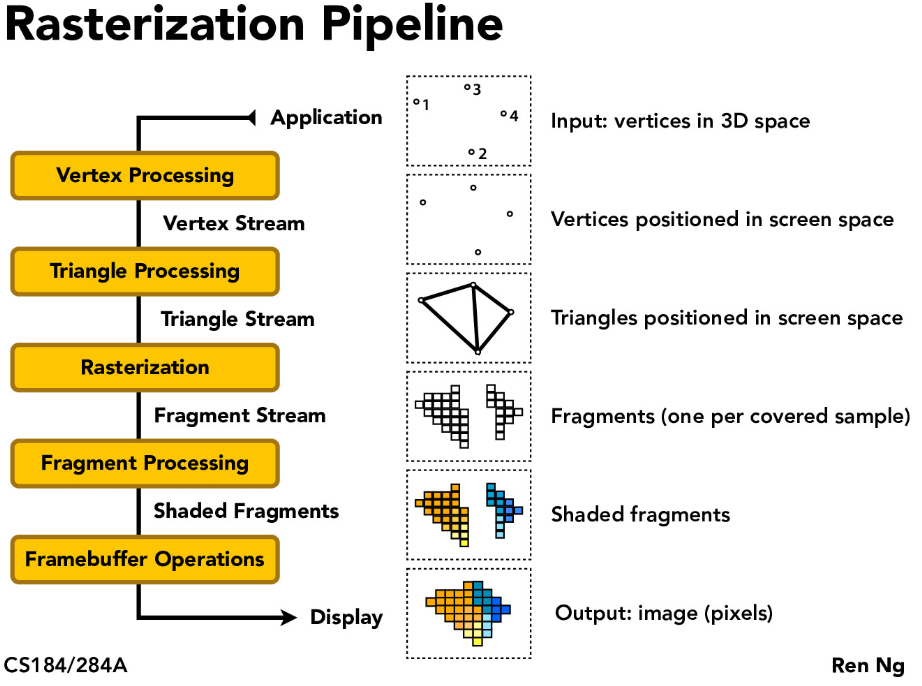 Rasterization Pipeline
Application
3
1
4
2
Input: vertices in 3D space
Vertex Processing
Vertex Stream
Vertices positioned in screen space
Triangle Processing
Triangle Stream
Triangles positioned in screen space
Rasterization
Fragment Stream
Fragments (one per covered sample)
Fragment Processing
Shaded Fragments
Shaded fragments
Framebuffer Operations
Display
Output: image (pixels)
CS184/284A
Ren Ng